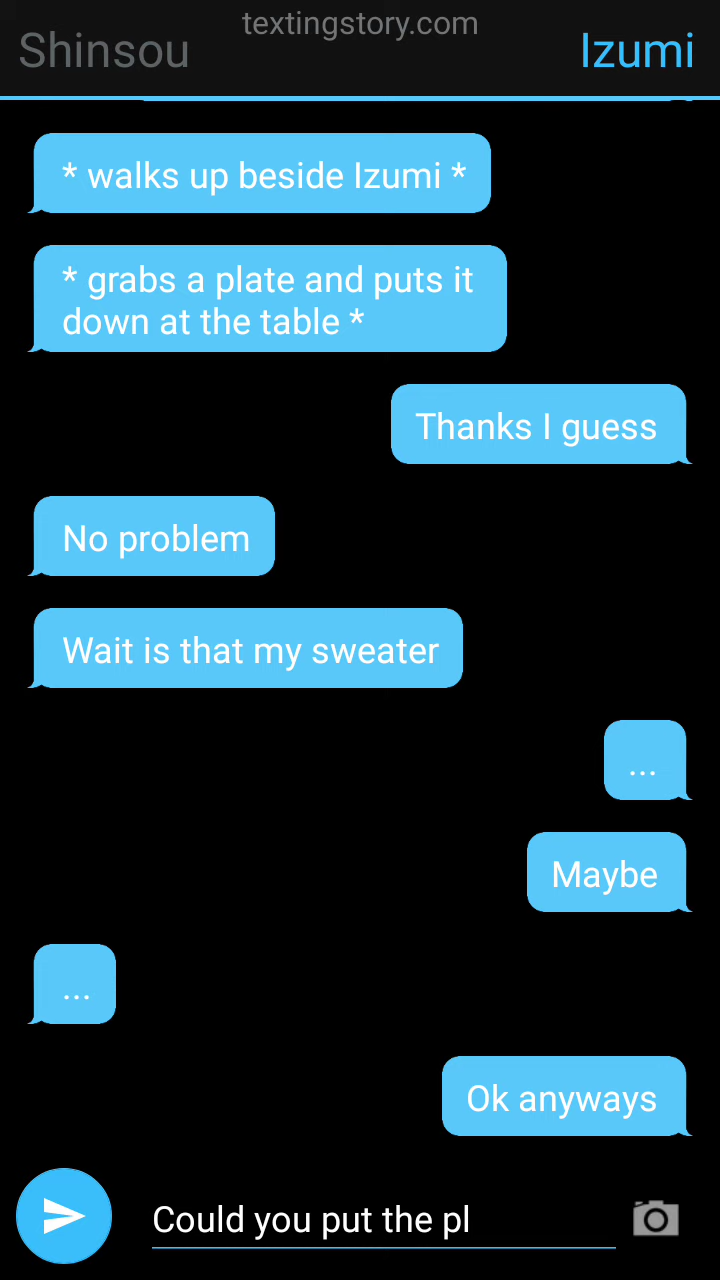 textingstory.com
Shinsou
Izumi
* walks up beside Izumi *
* grabs a plate and puts it
down at the table *
Thanks I guess
No problem
Wait is that my sweater
...
Maybe
...
Ok anyways
Could you put the pl